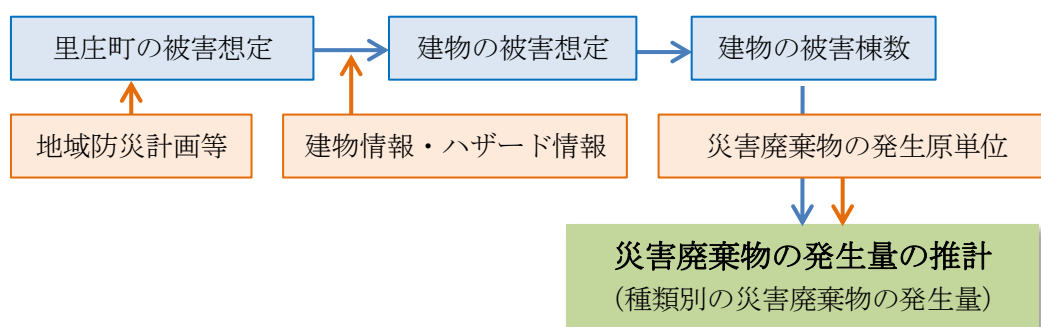 里庄町の被害想定
建物の被害想定
建物の被害棟数
地域防災計画等
建物情報・ハザード情報
災害廃棄物の発生原単位
災害廃棄物の発生量の推計
（種類別の災害廃棄物の発生量）